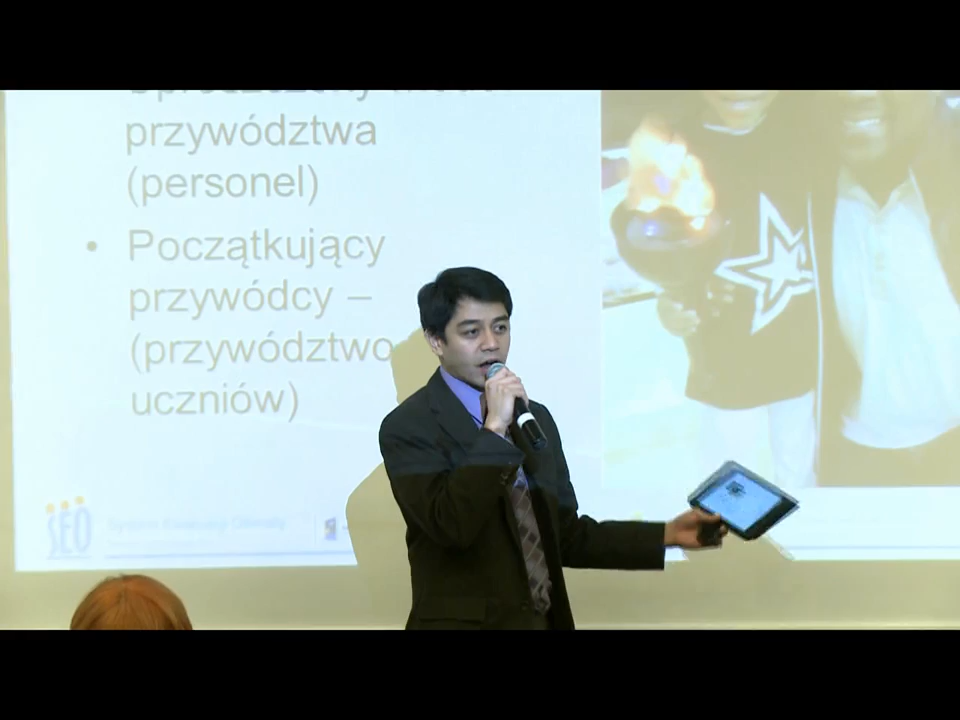 przywództwa
(personel)
• Początkujący
przywódcy –
(przywództwo
uczniów)
SEO